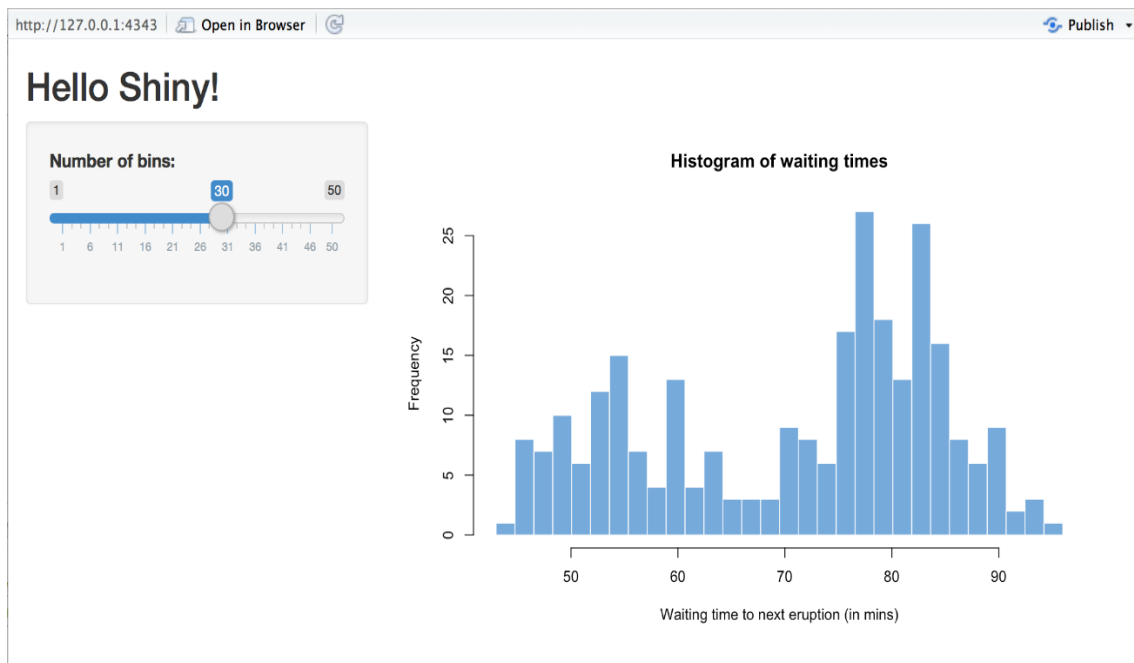 http://127.0.0.1:4343 Open in Browser Publish
Hello Shiny!
Number of bins:
1 30 50
1 6 11 16 21 26 31 36 41 46 50
Histogram of waiting times
Frequency
25
20
15
10
5
0
50 60 70 80 90
Waiting time to next eruption (in mins)